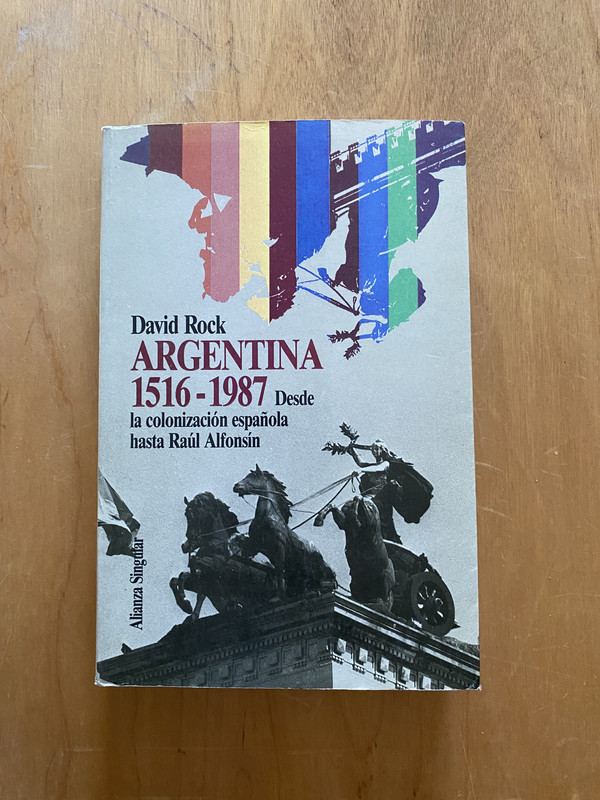 David Rock
ARGENTINA
1516-1987 Desde
la colonización española
hasta Raúl Alfonsín
Alianza Singular